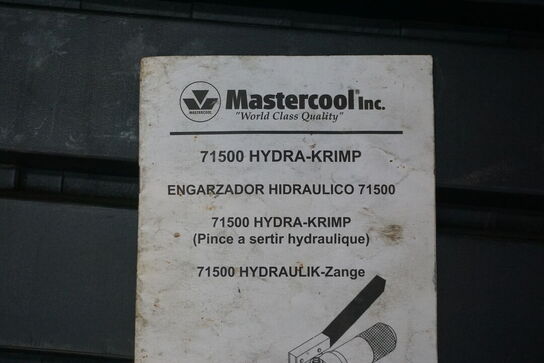 MASTERCOOL
Mastercool® Inc.
"World Class Quality"
71500 HYDRA-KRIMP
ENGARZADOR HIDRAULICO 71500
71500 HYDRA-KRIMP
(Pince a sertir hydraulique)
71500 HYDRAULIK-Zange